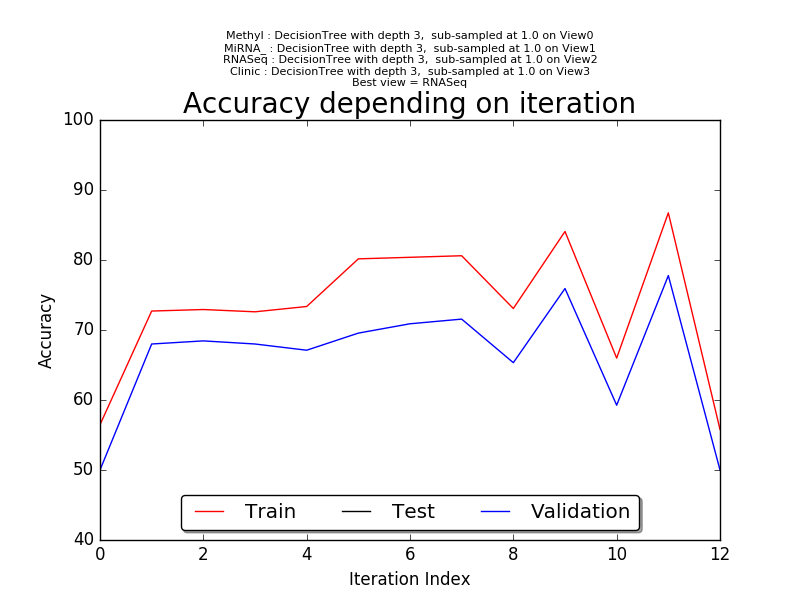 Methyl : DecisionTree with depth 3,  sub-sampled at 1.0 on View0
MiRNA_ : DecisionTree with depth 3,  sub-sampled at 1.0 on View1
RNASeq : DecisionTree with depth 3,  sub-sampled at 1.0 on View2
Clinic : DecisionTree with depth 3,  sub-sampled at 1.0 on View3
Best view = RNASeq
Accuracy depending on iteration
100
90
80
70
60
50
40
Accuracy
Train Test Validation
0 2 4 6 8 10 12
Iteration Index